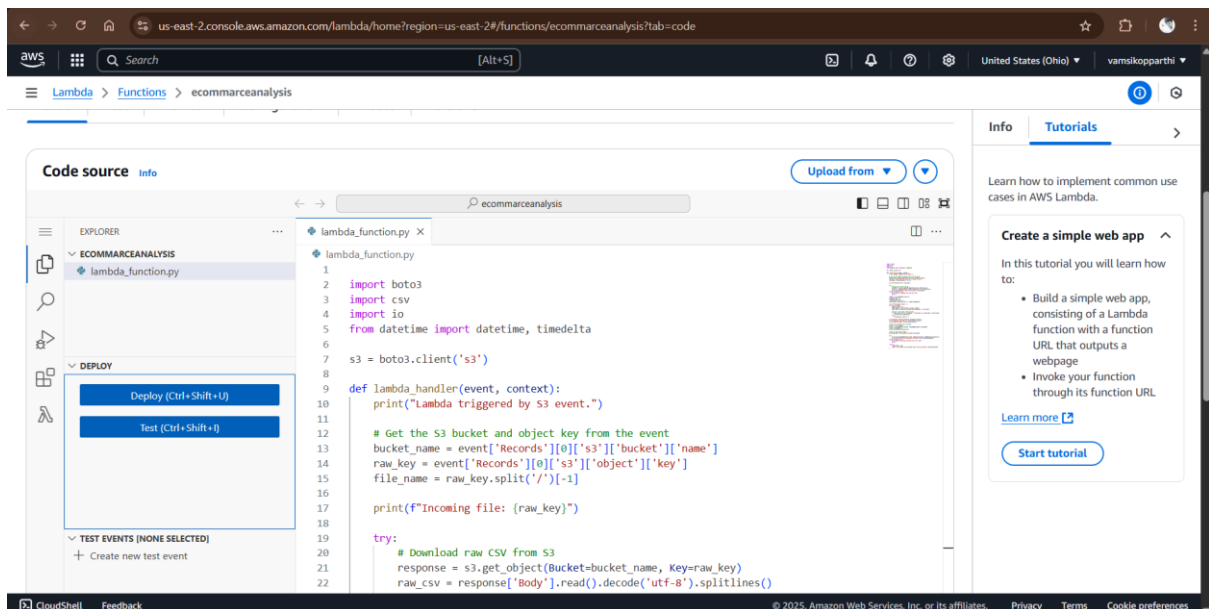 us-east-2.console.aws.amazon.com/lambda/home?region=us-east-2#/functions/ecommarceanalysis?tab=code
aws
Search
[Alt+S]
United States (Ohio) ▼
vamsikopparthi ▼
Lambda > Functions > ecommarceanalysis
Code source Info
Upload from ▼
ecommarceanalysis
EXPLORER
ECOMMARCEANALYSIS
lambda_function.py
DEPLOY
Deploy (Ctrl+Shift+U)
Test (Ctrl+Shift+I)
TEST EVENTS [NONE SELECTED]
+ Create new test event
lambda_function.py ×
lambda_function.py
1
2 import boto3
3 import csv
4 import io
5 from datetime import datetime, timedelta
6
7 s3 = boto3.client('s3')
8
9 def lambda_handler(event, context):
10     print("Lambda triggered by S3 event.")
11
12     # Get the S3 bucket and object key from the event
13     bucket_name = event['Records'][0]['s3']['bucket']['name']
14     raw_key = event['Records'][0]['s3']['object']['key']
15     file_name = raw_key.split('/')[-1]
16
17     print(f"Incoming file: {raw_key}")
18
19     try:
20         # Download raw CSV from S3
21         response = s3.get_object(Bucket=bucket_name, Key=raw_key)
22         raw_csv = response['Body'].read().decode('utf-8').splitlines()
Info
Tutorials
Learn how to implement common use
cases in AWS Lambda.
Create a simple web app
In this tutorial you will learn how
to:
• Build a simple web app,
consisting of a Lambda
function with a function
URL that outputs a
webpage
• Invoke your function
through its function URL
Learn more
Start tutorial
CloudShell
Feedback
© 2025, Amazon Web Services, Inc. or its affiliates.
Privacy
Terms
Cookie preferences